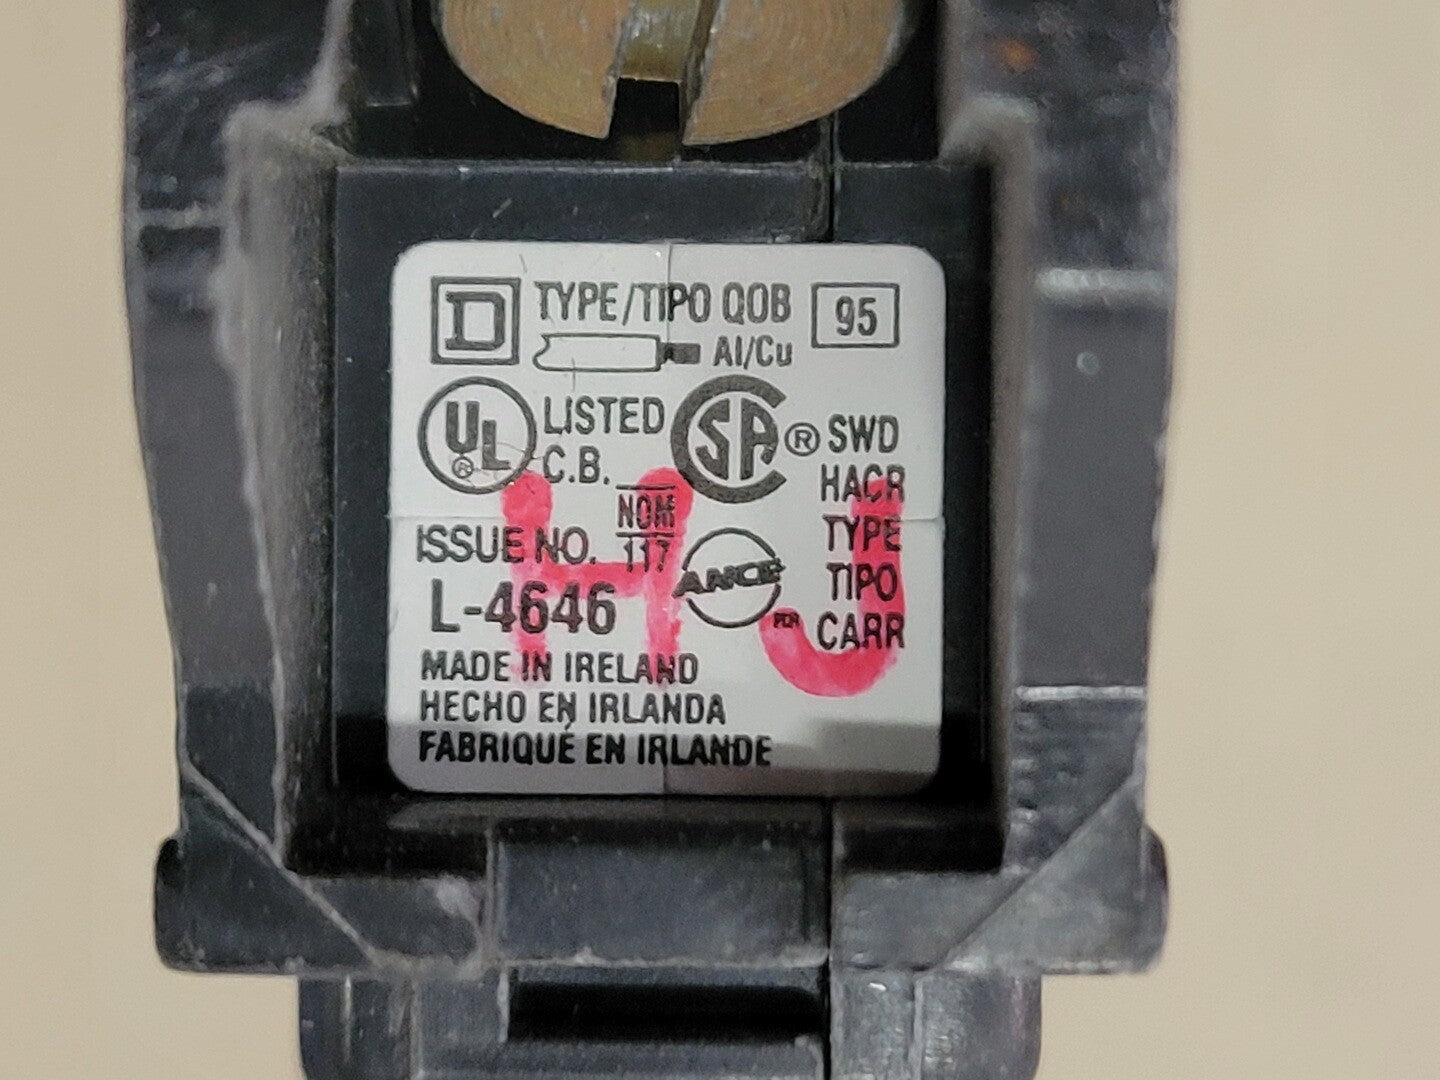 D TYPE/TIPO QOB 95
Al/Cu
UL® LISTED
C.B.
CSA® SWD
HACR
TYPE
TIPO
CARR
NOM
117
ANCE
ISSUE NO.
L-4646
MADE IN IRELAND
HECHO EN IRLANDA
FABRIQUÉ EN IRLANDE
HJ